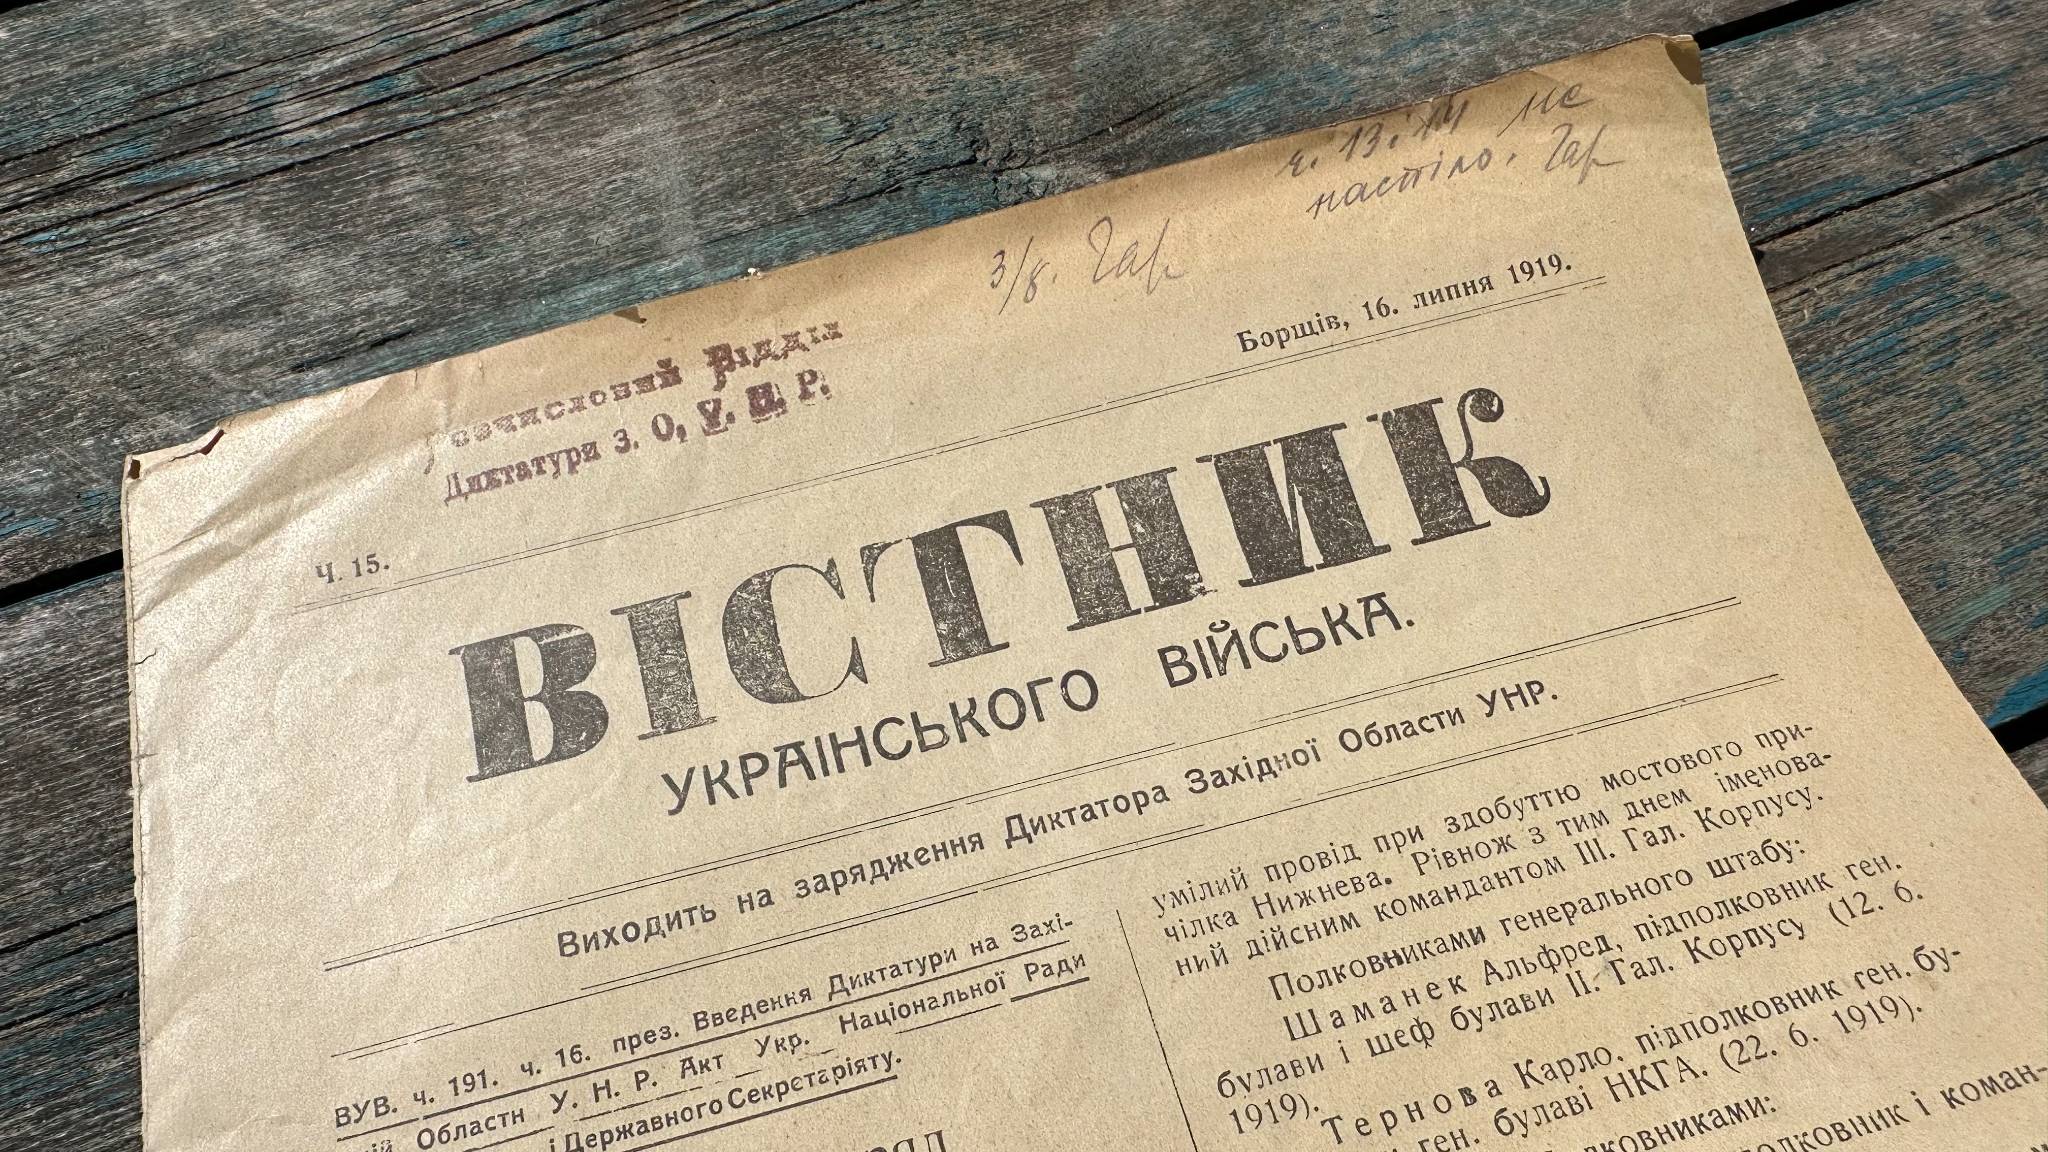 ч. 13. 14 не
настіло. Гар
3/8. Гар
Борщів, 16. липня 1919.
Відділ
Диктатури З. О, У. Н. Р.
Ч. 15.
ВІСТНИК
УКРАІНСЬКОГО ВІЙСЬКА.
Виходить на зарядження Диктатора Західної Области УНР.
ВУВ. ч. 191. ч. 16. през. Введення Диктатури на Захі-
ній Области У. Н. Р. Акт Укр. Національної Ради
і Державного Секретаріяту.
умілий провід при здобуттю мостового при-
чілка Нижнева. Рівнож з тим днем іменова-
ний дійсним командантом III. Гал. Корпусу.
Полковниками генерального штабу:
Шаманек Альфред, підполковник ген.
булави і шеф булави II. Гал. Корпусу (12. 6.
1919).
Тернова Карло, підполковник ген. бу-
ген. булаві НКГА. (22. 6. 1919).